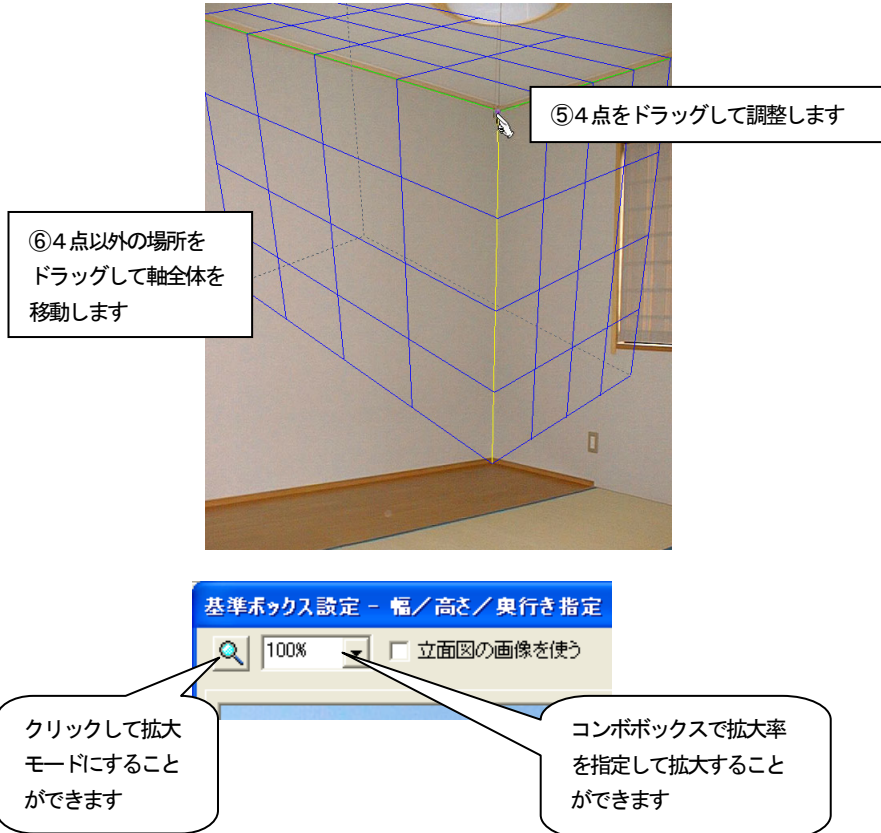 ⑤４点をドラッグして調整します
⑥４点以外の場所を
ドラッグして軸全体を
移動します
基準ボックス設定 － 幅／高さ／奥行き指定
100%
立面図の画像を使う
クリックして拡大
モードにすること
ができます
コンボボックスで拡大率
を指定して拡大すること
ができます